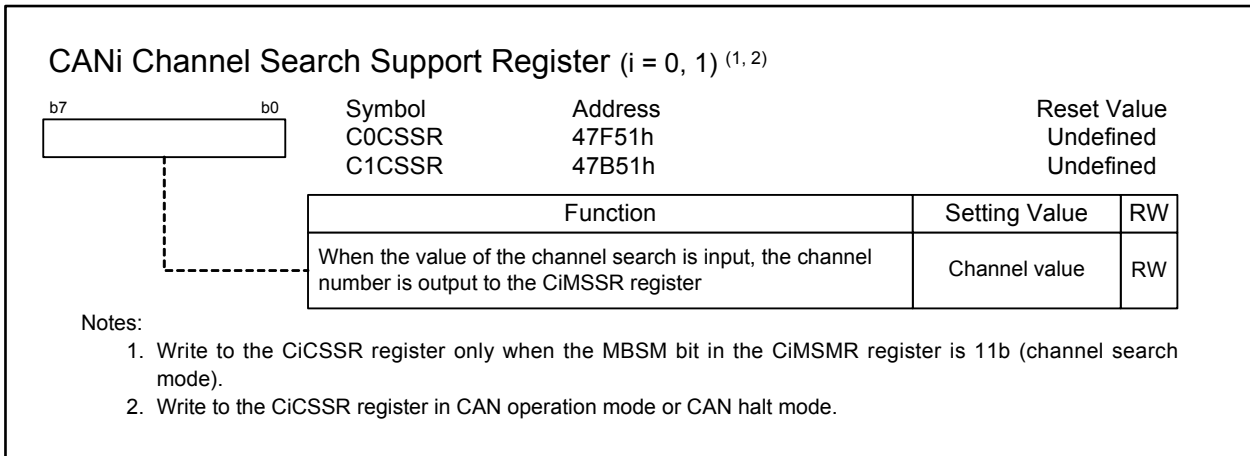 CANi Channel Search Support Register (i = 0, 1) (1, 2)
b7 b0 Symbol Address Reset Value
C0CSSR 47F51h Undefined
C1CSSR 47B51h Undefined
Function Setting Value RW
When the value of the channel search is input, the channel
number is output to the CiMSSR register
Channel value RW
Notes:
1. Write to the CiCSSR register only when the MBSM bit in the CiMSMR register is 11b (channel search
mode).
2. Write to the CiCSSR register in CAN operation mode or CAN halt mode.